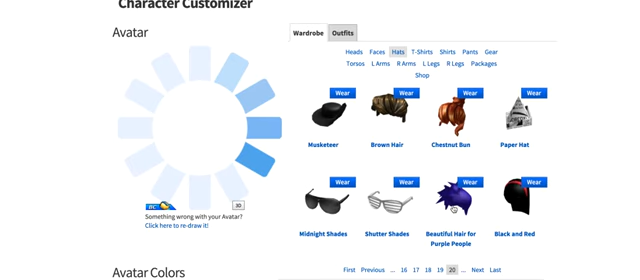 Character Customizer
Avatar
Wardrobe Outfits
Heads Faces Hats T-Shirts Shirts Pants Gear
Torsos L Arms R Arms L Legs R Legs Packages
Shop
Wear Wear Wear Wear
Musketeer Brown Hair Chestnut Bun Paper Hat
Wear Wear Wear Wear
Midnight Shades Shutter Shades Beautiful Hair for Purple People Black and Red
BC 3D
Something wrong with your Avatar?
Click here to re-draw it!
Avatar Colors
First Previous ... 16 17 18 19 20 ... Next Last